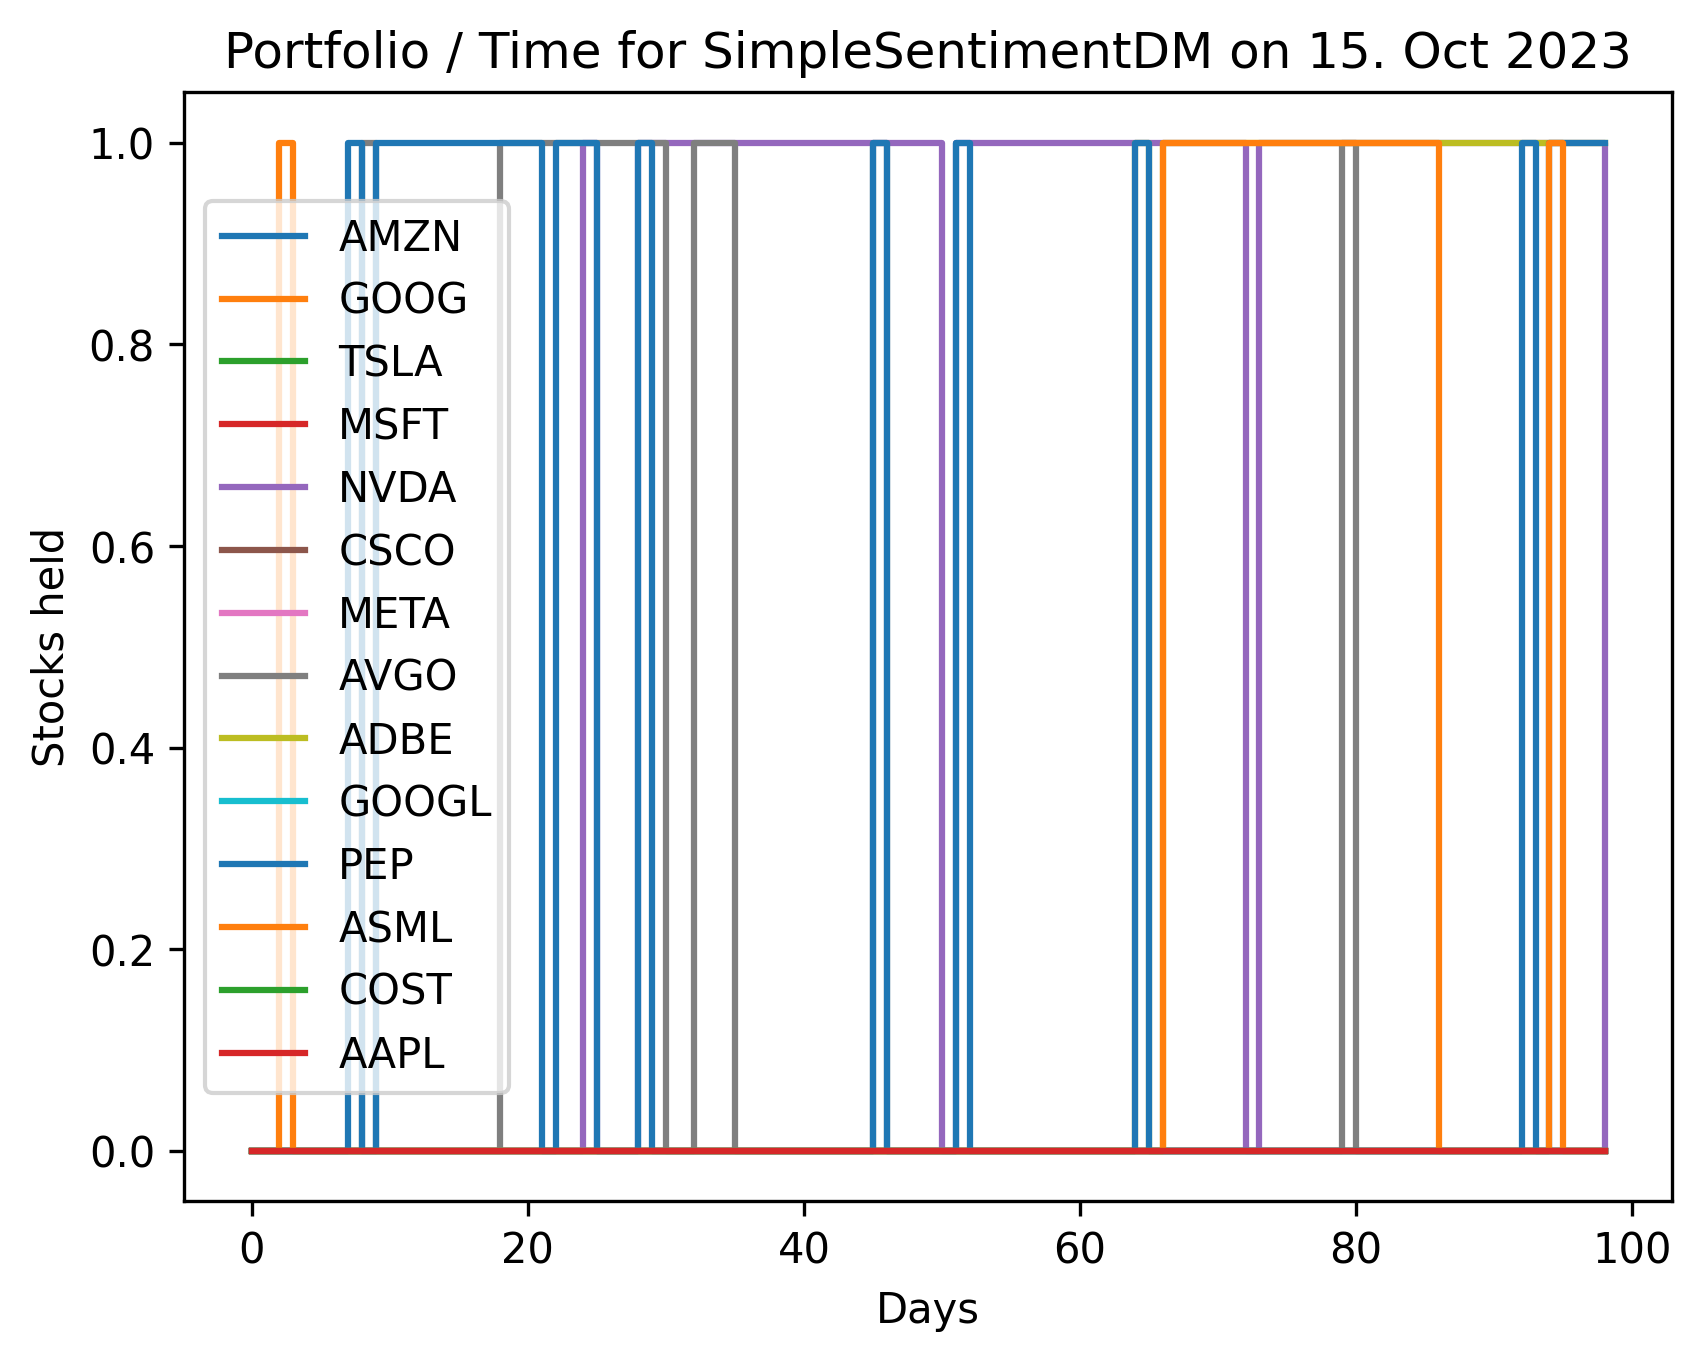 Portfolio / Time for SimpleSentimentDM on 15. Oct 2023
1.0
0.8
0.6
0.4
0.2
0.0
Stocks held
AMZN
GOOG
TSLA
MSFT
NVDA
CSCO
META
AVGO
ADBE
GOOGL
PEP
ASML
COST
AAPL
0 20 40 60 80 100
Days